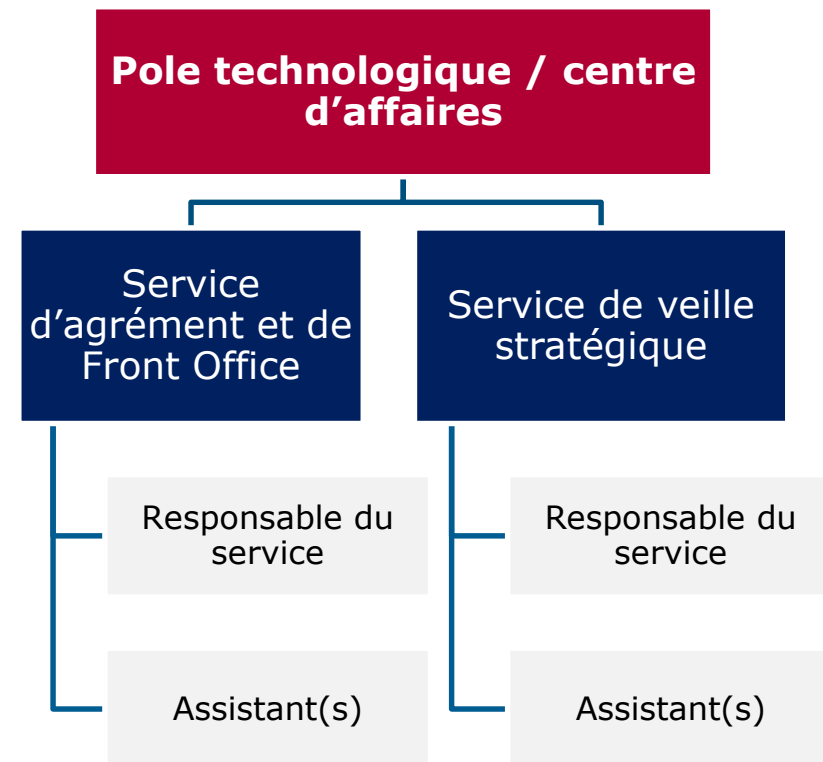 Pole technologique / centre
d’affaires
Service
d’agrément et de
Front Office
Service de veille
stratégique
Responsable du
service
Responsable du
service
Assistant(s)
Assistant(s)